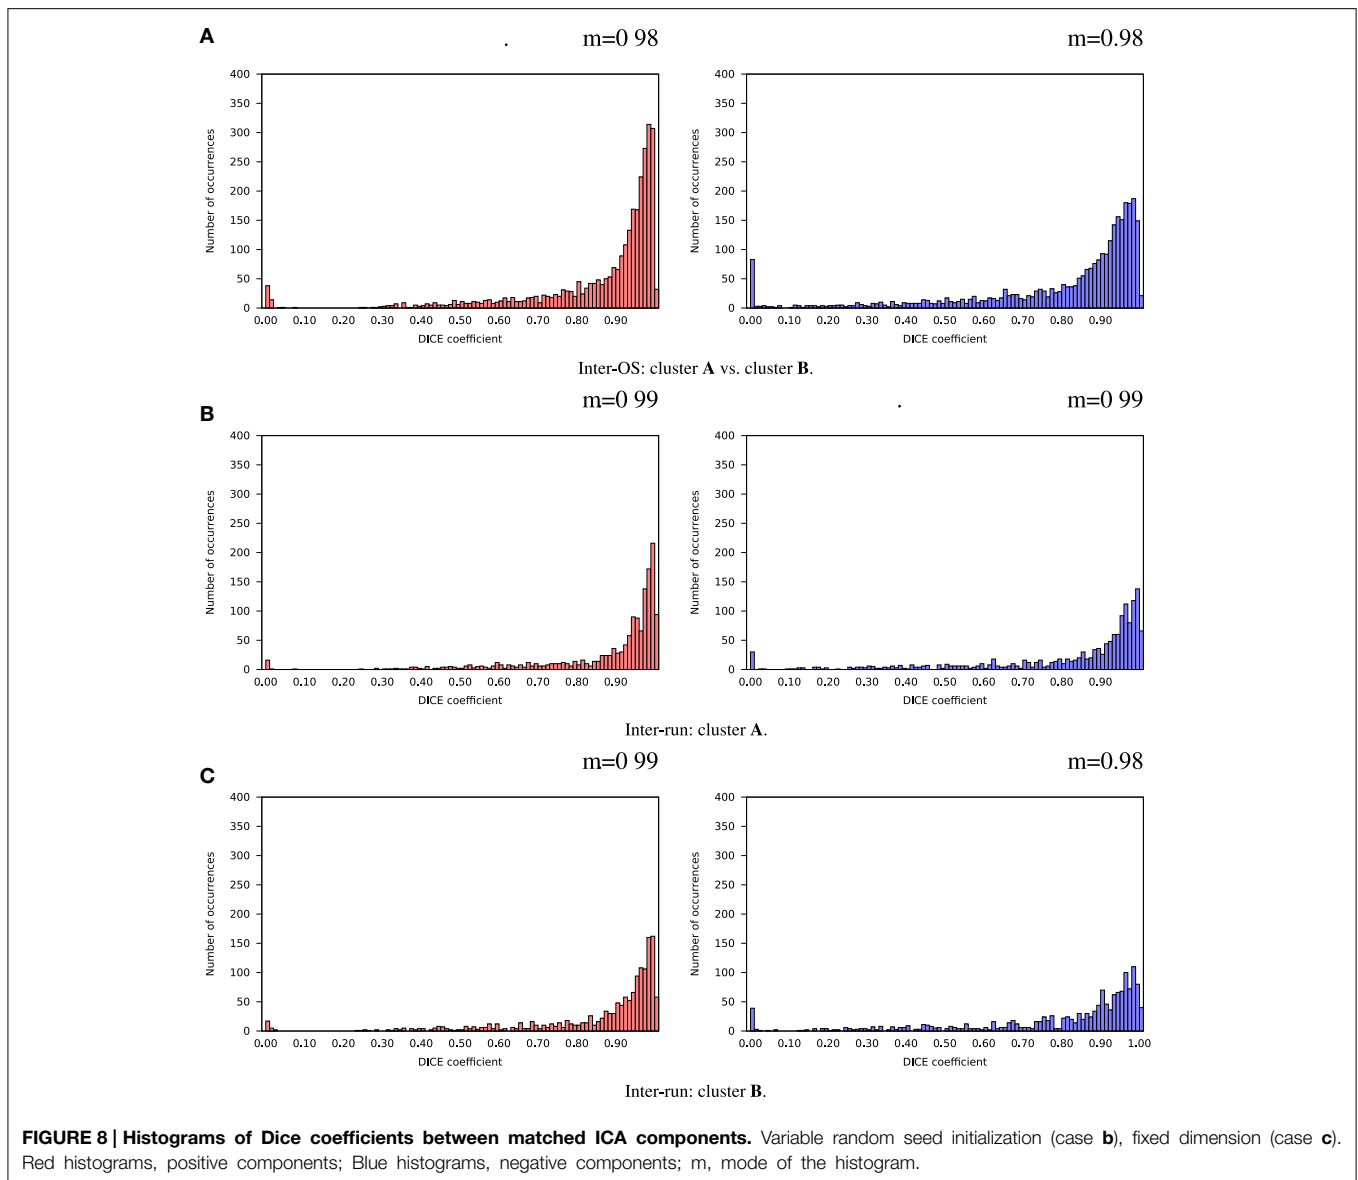 A
. m=0 98 m=0.98
400 400
350 350
300 300
250 250
200 200
150 150
100 100
50 50
0 0
Number of occurrences Number of occurrences
0.00 0.10 0.20 0.30 0.40 0.50 0.60 0.70 0.80 0.90 0.00 0.10 0.20 0.30 0.40 0.50 0.60 0.70 0.80 0.90
DICE coefficient DICE coefficient
Inter-OS: cluster A vs. cluster B.
B
m=0 99 . m=0 99
400 400
350 350
300 300
250 250
200 200
150 150
100 100
50 50
0 0
Number of occurrences Number of occurrences
0.00 0.10 0.20 0.30 0.40 0.50 0.60 0.70 0.80 0.90 0.00 0.10 0.20 0.30 0.40 0.50 0.60 0.70 0.80 0.90
DICE coefficient DICE coefficient
Inter-run: cluster A.
C
m=0 99 m=0.98
400 400
350 350
300 300
250 250
200 200
150 150
100 100
50 50
0 0
Number of occurrences Number of occurrences
0.00 0.10 0.20 0.30 0.40 0.50 0.60 0.70 0.80 0.90 0.00 0.10 0.20 0.30 0.40 0.50 0.60 0.70 0.80 0.90 1.00
DICE coefficient DICE coefficient
Inter-run: cluster B.
FIGURE 8 | Histograms of Dice coefficients between matched ICA components. Variable random seed initialization (case b), fixed dimension (case c).
Red histograms, positive components; Blue histograms, negative components; m, mode of the histogram.